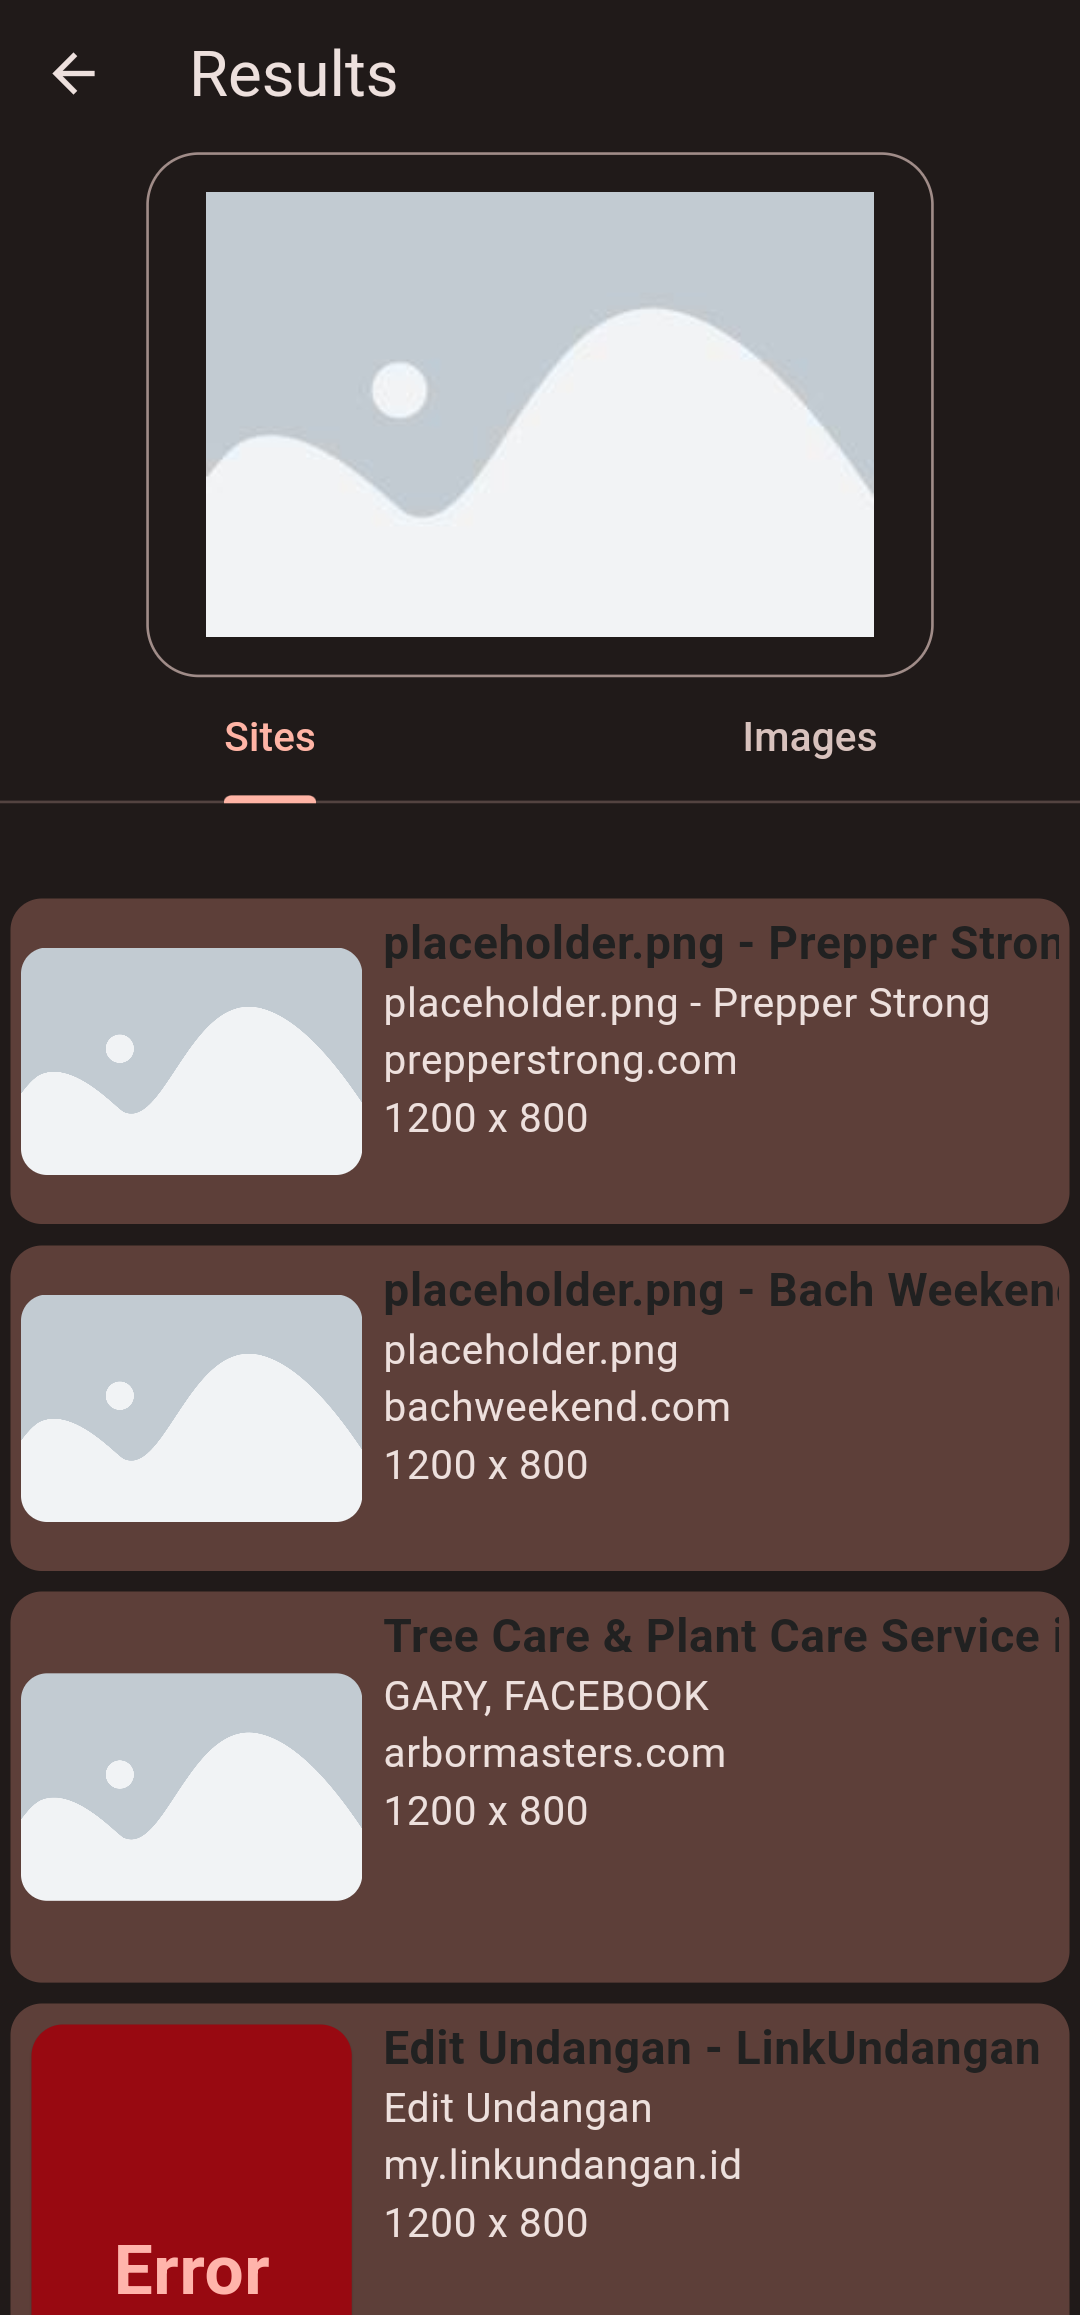 Results
Sites
Images
placeholder.png - Prepper Stron
placeholder.png - Prepper Strong
prepperstrong.com
1200 x 800
placeholder.png - Bach Weeken
placeholder.png
bachweekend.com
1200 x 800
Tree Care & Plant Care Service i
GARY, FACEBOOK
arbormasters.com
1200 x 800
Edit Undangan - LinkUndangan
Edit Undangan
my.linkundangan.id
1200 x 800
Error